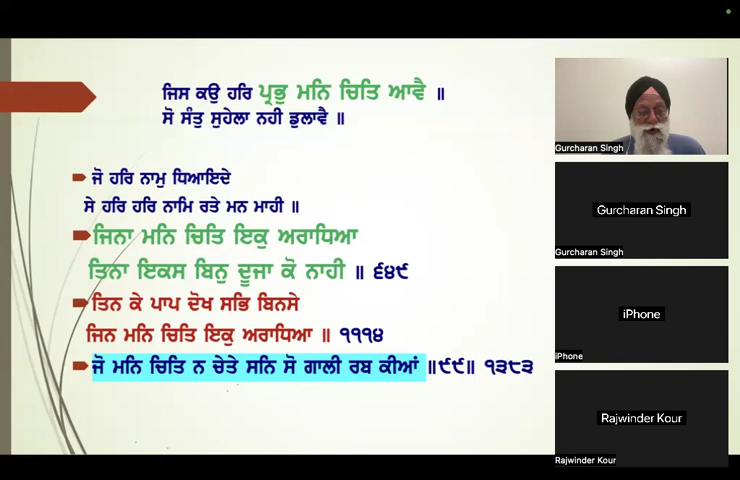 ਜਿਸ ਕਉ ਹਰਿ ਪ੍ਰਭੁ ਮਨਿ ਚਿਤਿ ਆਵੈ ॥
ਸੋ ਸੰਤੁ ਸੁਹੇਲਾ ਨਹੀ ਡੁਲਾਵੈ ॥
ਜੋ ਹਰਿ ਨਾਮੁ ਧਿਆਇਦੇ
ਸੇ ਹਰਿ ਹਰਿ ਨਾਮਿ ਰਤੇ ਮਨ ਮਾਹੀ ॥
ਜਿਨਾ ਮਨਿ ਚਿਤਿ ਇਕੁ ਅਰਾਧਿਆ
ਤਿਨਾ ਇਕਸ ਬਿਨੁ ਦੂਜਾ ਕੋ ਨਾਹੀ ॥ ੬੪੯
ਤਿਨ ਕੇ ਪਾਪ ਦੋਖ ਸਭਿ ਬਿਨਸੇ
ਜਿਨ ਮਨਿ ਚਿਤਿ ਇਕੁ ਅਰਾਧਿਆ ॥ ੧੧੧੪
ਜੋ ਮਨਿ ਚਿਤਿ ਨ ਚੇਤੇ ਸਨਿ ਸੋ ਗਾਲੀ ਰਬ ਕੀਆਂ ॥੯੯॥ ੧੩੮੩
Gurcharan Singh
Gurcharan Singh
Gurcharan Singh
iPhone
iPhone
Rajwinder Kour
Rajwinder Kour